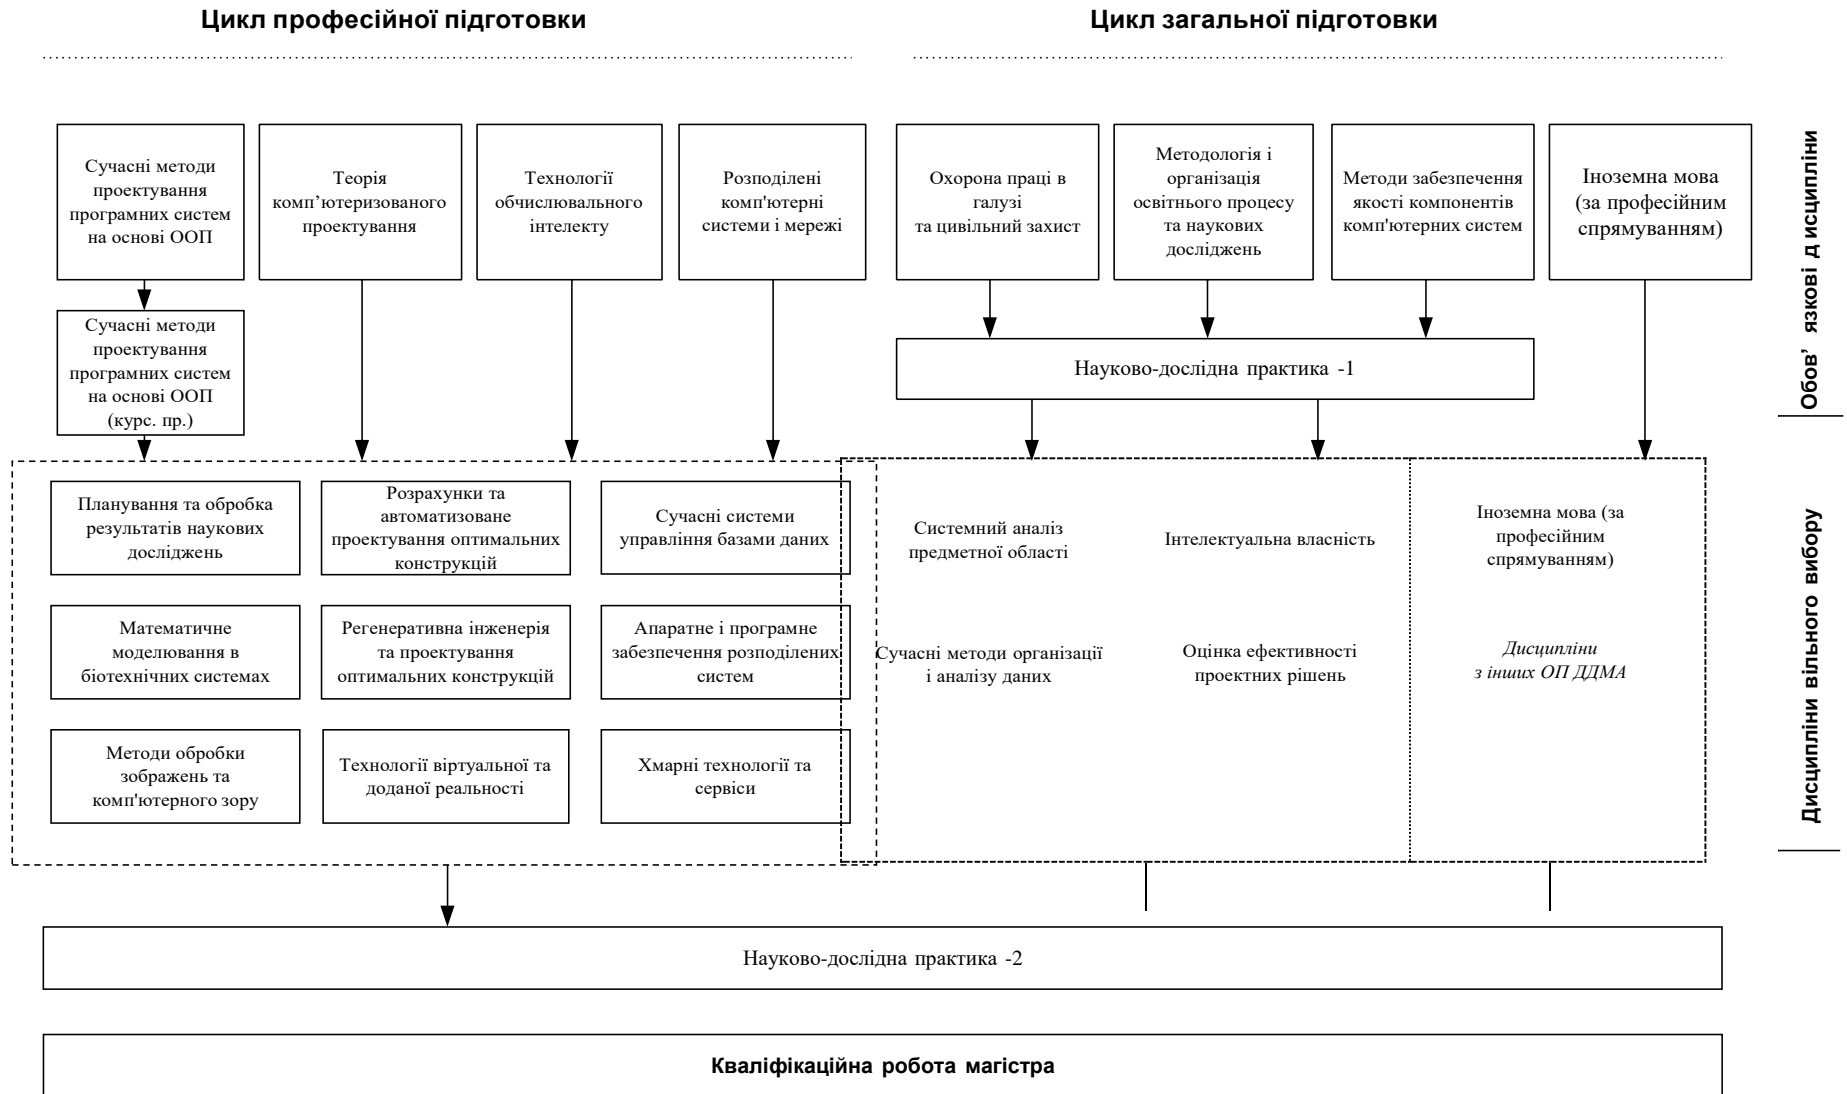 Цикл професійної підготовки
Цикл загальної підготовки
Сучасні методи
проектування
програмних систем
на основі ООП
Теорія
комп’ютеризованого
проектування
Технології
обчислювального
інтелекту
Розподілені
комп'ютерні
системи і мережі
Охорона праці в
галузі
та цивільний захист
Методологія і
організація
освітнього процесу
та наукових
досліджень
Методи забезпечення
якості компонентів
комп'ютерних систем
Іноземна мова
(за професійним
спрямуванням)
Обов’ язкові д исципліни
Сучасні методи
проектування
програмних систем
на основі ООП
(курс. пр.)
Науково-дослідна практика -1
Планування та обробка
результатів наукових
досліджень
Розрахунки та
автоматизоване
проектування оптимальних
конструкцій
Сучасні системи
управління базами даних
Системний аналіз
предметної області
Інтелектуальна власність
Іноземна мова (за
професійним
спрямуванням)
Дисципліни вільного вибору
Математичне
моделювання в
біотехнічних системах
Регенеративна інженерія
та проектування
оптимальних конструкцій
Апаратне і програмне
забезпечення розподілених
систем
Сучасні методи організації
і аналізу даних
Оцінка ефективності
проектних рішень
Дисципліни
з інших ОП ДДМА
Методи обробки
зображень та
комп'ютерного зору
Технології віртуальної та
доданої реальності
Хмарні технології та
сервіси
Науково-дослідна практика -2
Кваліфікаційна робота магістра